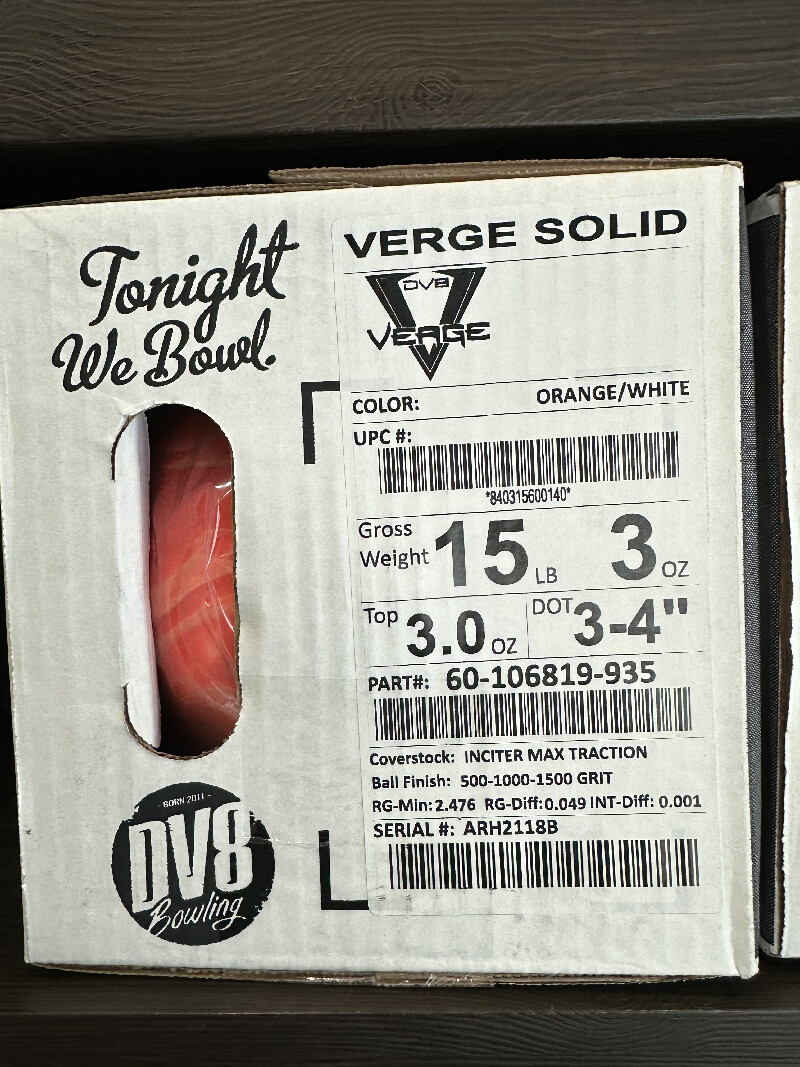 Tonight
We Bowl.
VERGE SOLID
DV8
VERGE
COLOR: ORANGE/WHITE
UPC #:
*840315600140*
Gross
Weight 15 LB 3 OZ
Top 3.0 OZ DOT 3-4"
PART#: 60-106819-935
Coverstock: INCITER MAX TRACTION
Ball Finish: 500-1000-1500 GRIT
RG-Min: 2.476 RG-Diff: 0.049 INT-Diff: 0.001
SERIAL #: ARH2118B
- BORN 2011 -
DV8
Bowling